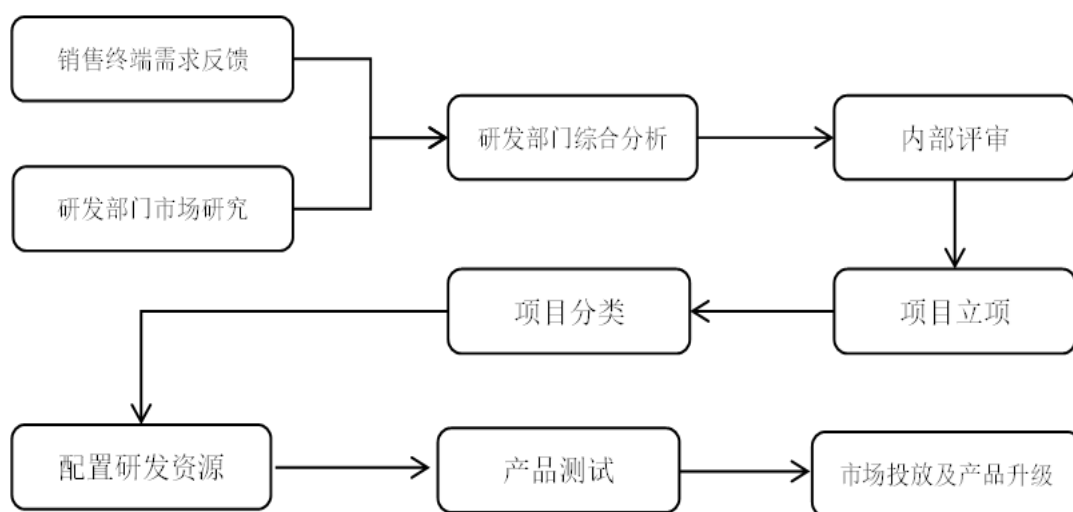 销售终端需求反馈
研发部门市场研究
研发部门综合分析
内部评审
项目立项
项目分类
配置研发资源
产品测试
市场投放及产品升级